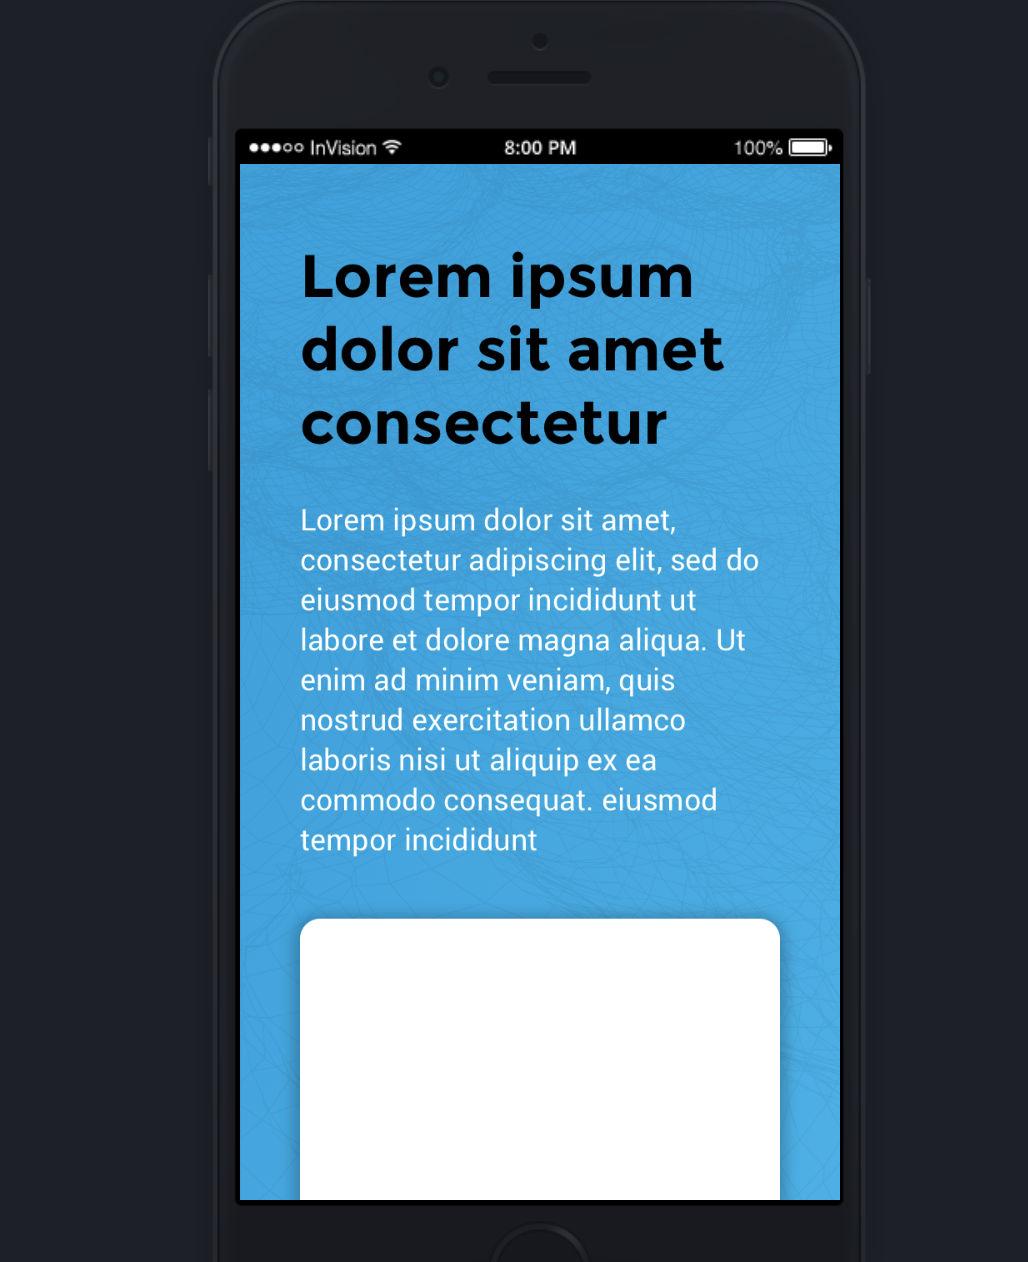 InVision 8:00 PM 100%
Lorem ipsum
dolor sit amet
consectetur
Lorem ipsum dolor sit amet,
consectetur adipiscing elit, sed do
eiusmod tempor incididunt ut
labore et dolore magna aliqua. Ut
enim ad minim veniam, quis
nostrud exercitation ullamco
laboris nisi ut aliquip ex ea
commodo consequat. eiusmod
tempor incididunt